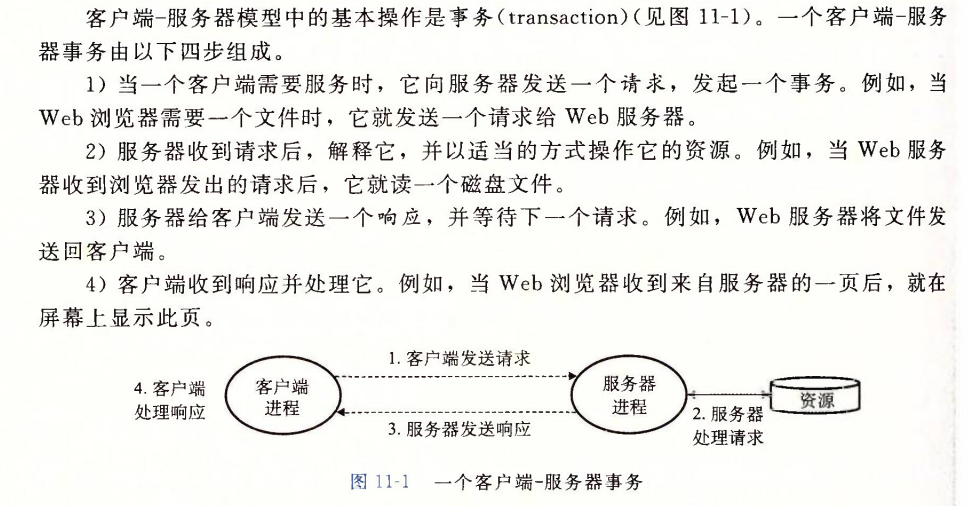 客户端-服务器模型中的基本操作是事务(transaction)(见图 11-1)。一个客户端-服务
器事务由以下四步组成。
1) 当一个客户端需要服务时，它向服务器发送一个请求，发起一个事务。例如，当
Web 浏览器需要一个文件时，它就发送一个请求给 Web 服务器。
2) 服务器收到请求后，解释它，并以适当的方式操作它的资源。例如，当 Web 服务
器收到浏览器发出的请求后，它就读一个磁盘文件。
3) 服务器给客户端发送一个响应，并等待下一个请求。例如，Web 服务器将文件发
送回客户端。
4) 客户端收到响应并处理它。例如，当 Web 浏览器收到来自服务器的一页后，就在
屏幕上显示此页。
1. 客户端发送请求
4. 客户端
处理响应
客户端
进程
服务器
进程
资源
3. 服务器发送响应
2. 服务器
处理请求
图 11-1 一个客户端-服务器事务